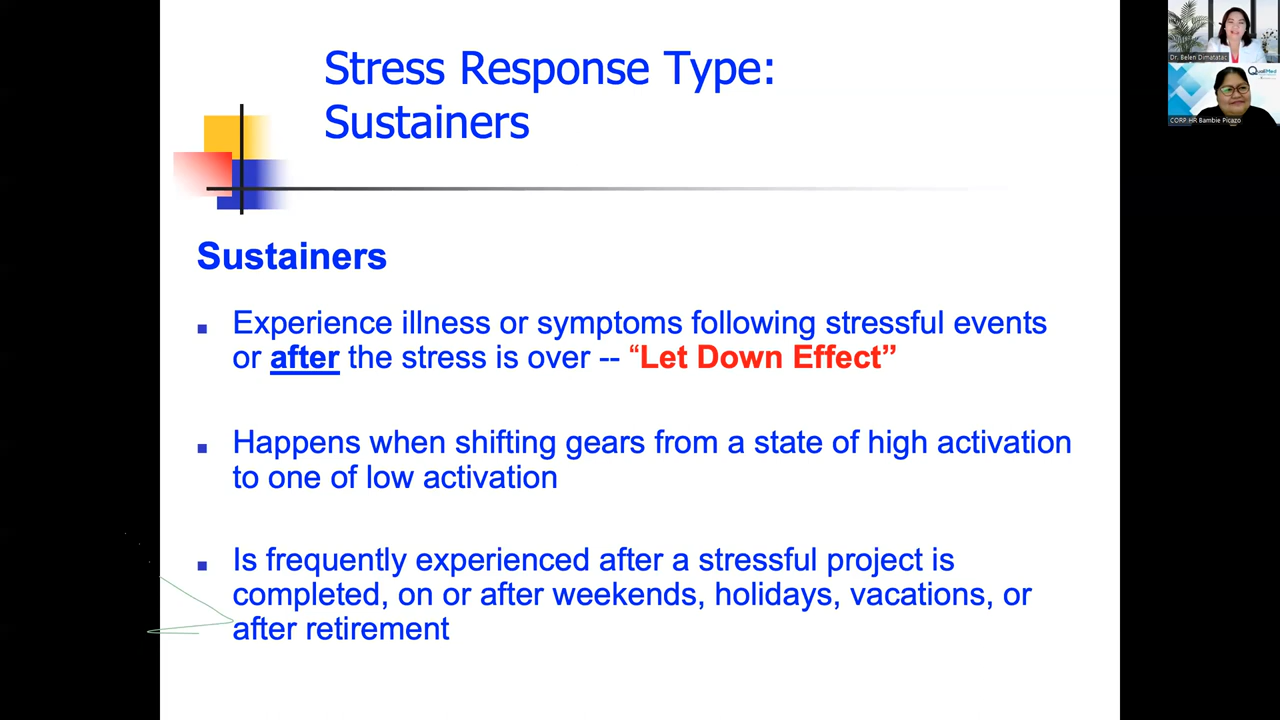 Stress Response Type:
Sustainers
Sustainers
Experience illness or symptoms following stressful events
or after the stress is over -- “Let Down Effect”
Happens when shifting gears from a state of high activation
to one of low activation
Is frequently experienced after a stressful project is
completed, on or after weekends, holidays, vacations, or
after retirement
Dr. Belen Dimatatac
QualiMed
CORP HR Bambie Picazo